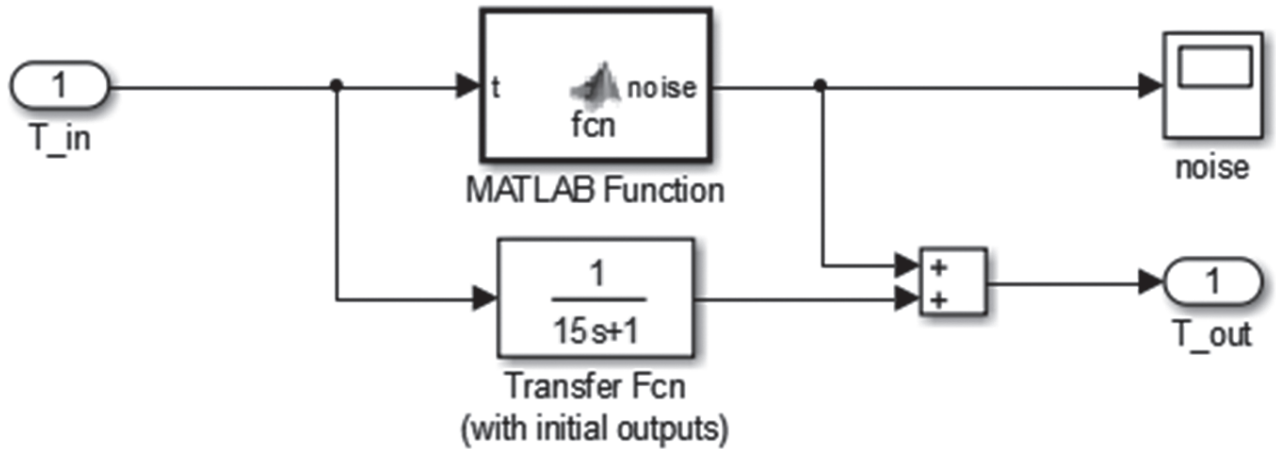 1
T_in
t
noise
fcn
MATLAB Function
noise
1
15s+1
Transfer Fcn
(with initial outputs)
+
+
1
T_out